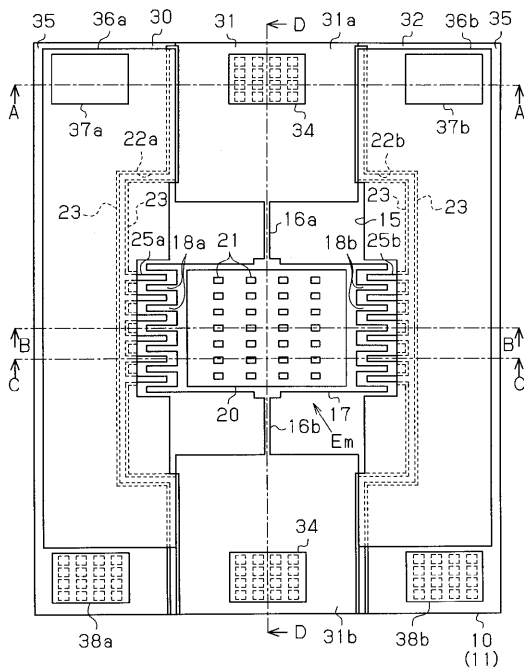 D
35 36a 30 31 31a 32 36b 35
A A
37a 34 37b
22a 22b
23 23 16a 15 23 23
25a 18a 21 18b 25b
B B
C C
20 17
16b Em
34
38a D 31b 38b 10
(11)